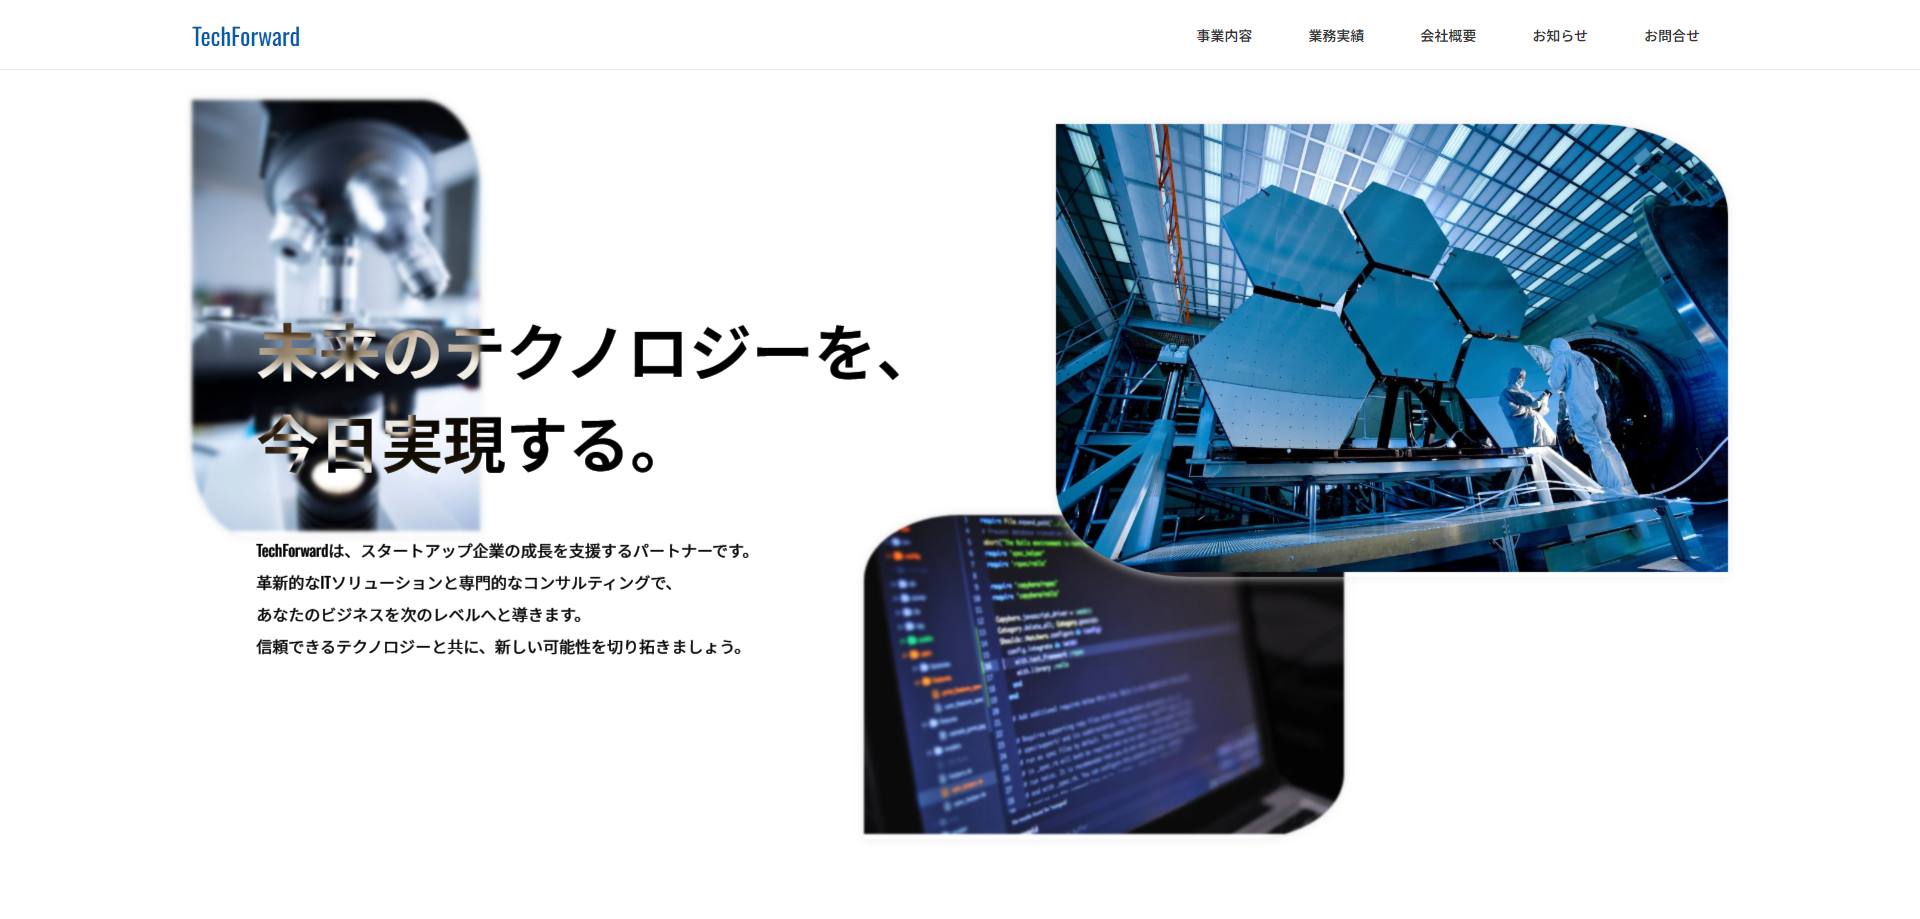 TechForward
事業内容
業務実績
会社概要
お知らせ
お問合せ
未来のテクノロジーを、
今日実現する。
TechForwardは、スタートアップ企業の成長を支援するパートナーです。
革新的なITソリューションと専門的なコンサルティングで、
あなたのビジネスを次のレベルへと導きます。
信頼できるテクノロジーと共に、新しい可能性を切り拓きましょう。